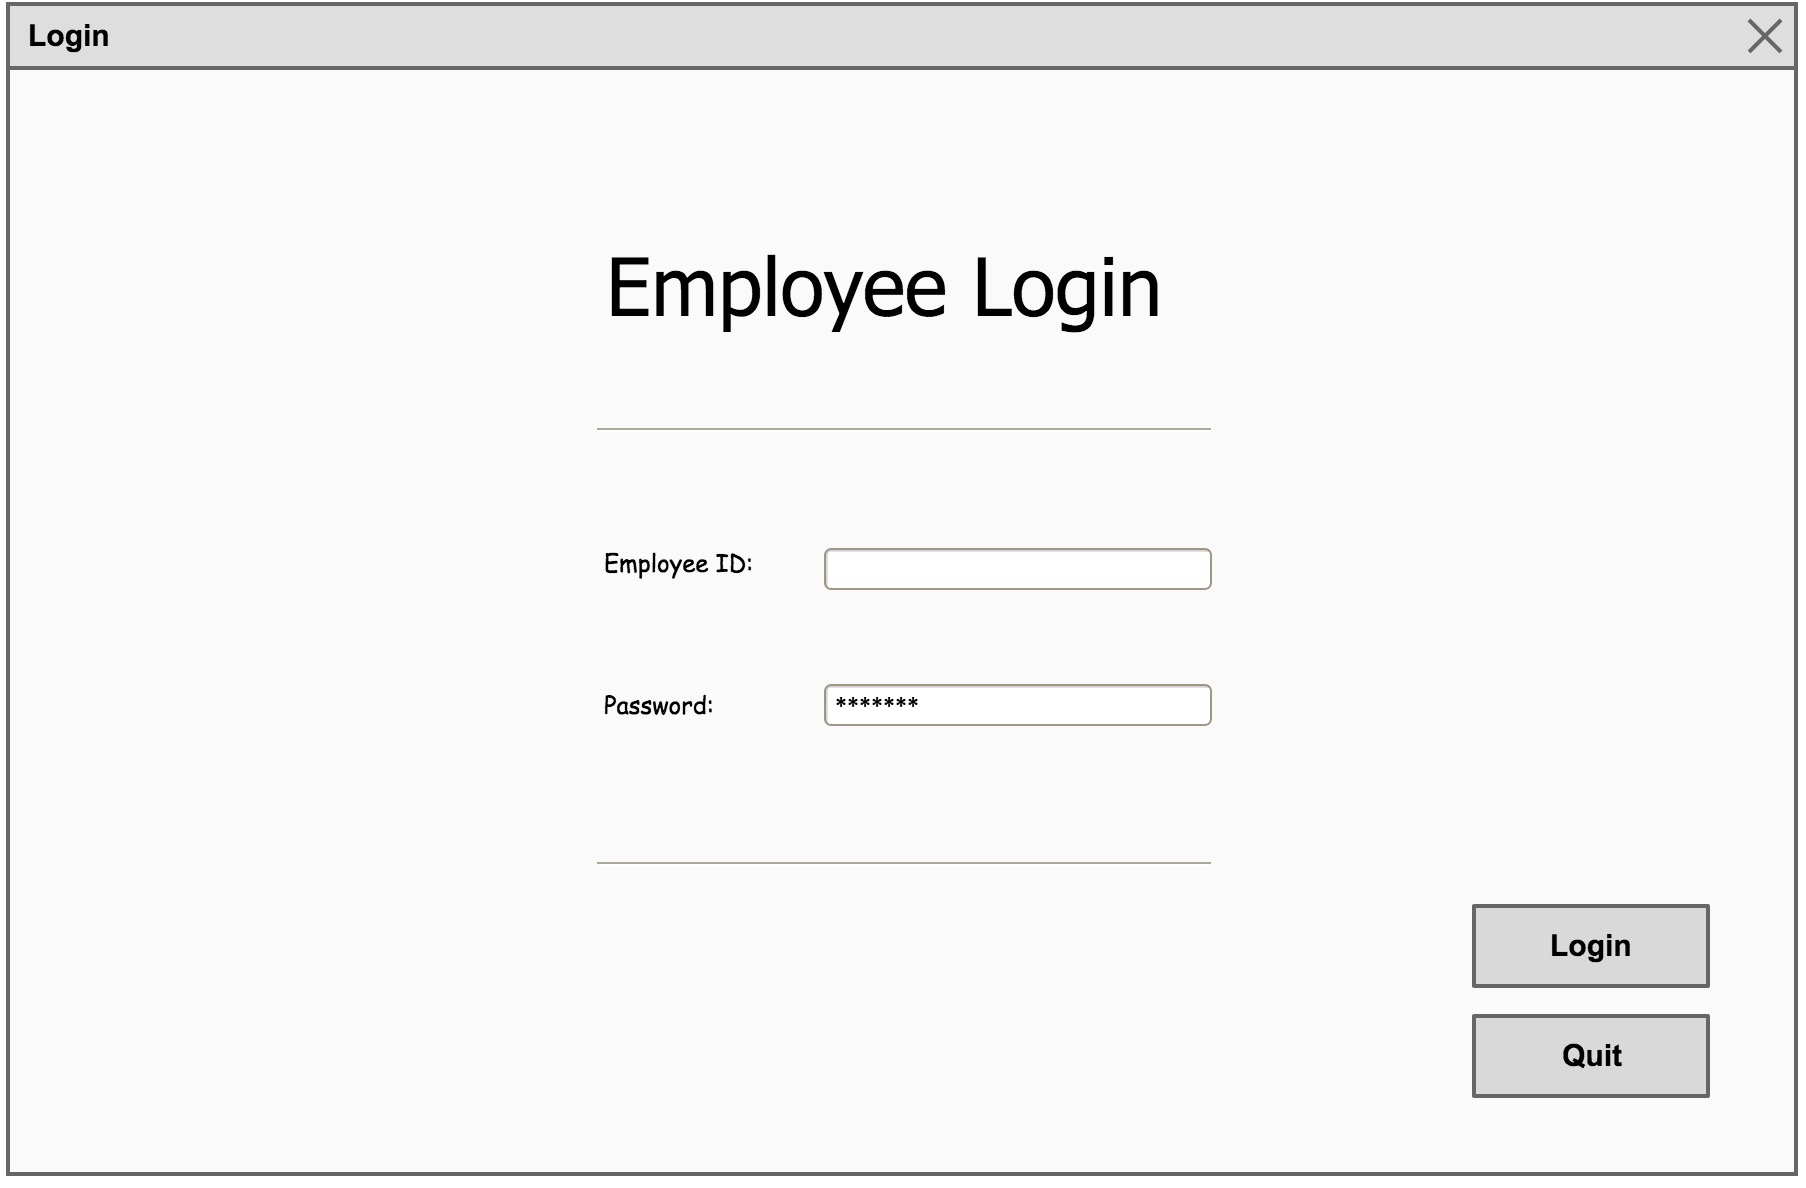 Login
Employee Login
Employee ID:
Password:
*******
Login
Quit